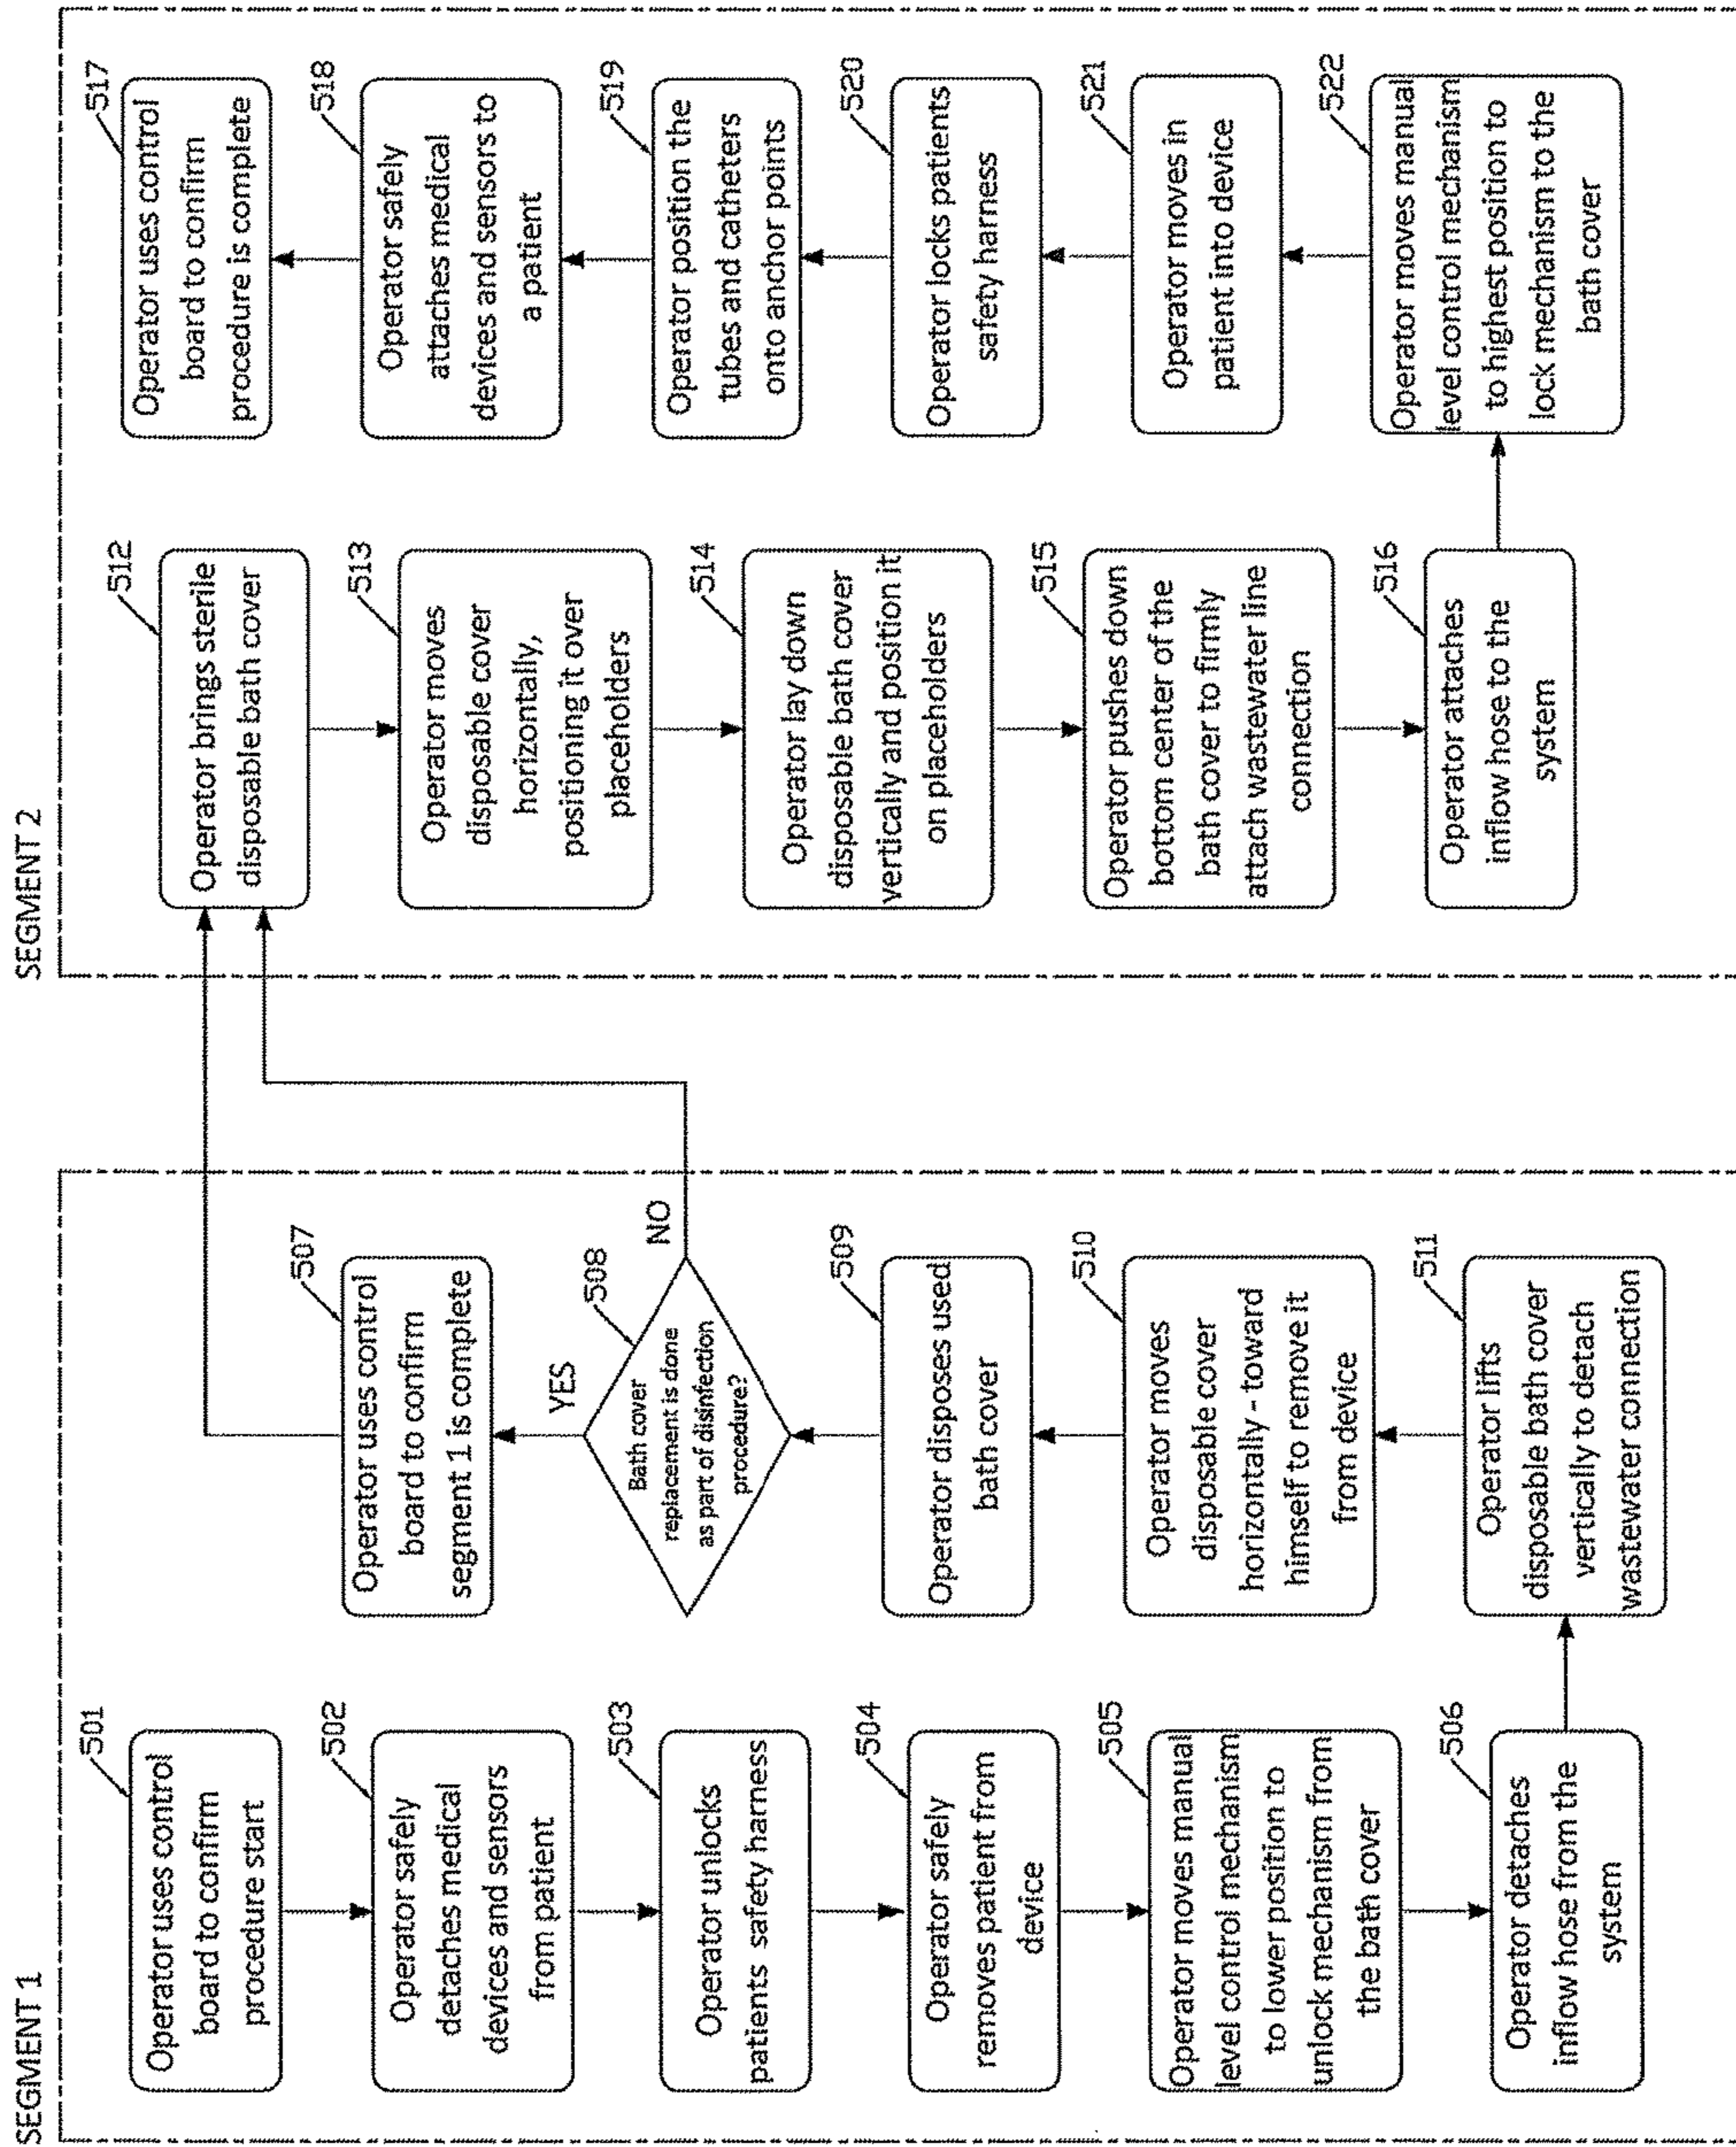 SEGMENT 1
501
Operator uses control
board to confirm
procedure start
502
Operator safely
detaches medical
devices and sensors
from patient
503
Operator unlocks
patients safety harness
504
Operator safely
removes patient from
device
505
Operator moves manual
level control mechanism
to lower position to
unlock mechanism from
the bath cover
506
Operator detaches
inflow hose from the
system
507
Operator uses control
board to confirm
segment 1 is complete
YES
508
NO
Bath cover
replacement is done
as part of disinfection
procedure?
509
Operator disposes used
bath cover
510
Operator moves
disposable cover
horizontally - toward
himself to remove it
from device
511
Operator lifts
disposable bath cover
vertically to detach
wastewater connection
SEGMENT 2
512
Operator brings sterile
disposable bath cover
513
Operator moves
disposable cover
horizontally,
positioning it over
placeholders
514
Operator lay down
disposable bath cover
vertically and position it
on placeholders
515
Operator pushes down
bottom center of the
bath cover to firmly
attach wastewater line
connection
516
Operator attaches
inflow hose to the
system
517
Operator uses control
board to confirm
procedure is complete
518
Operator safely
attaches medical
devices and sensors to
a patient
519
Operator position the
tubes and catheters
onto anchor points
520
Operator locks patients
safety harness
521
Operator moves in
patient into device
522
Operator moves manual
level control mechanism
to highest position to
lock mechanism to the
bath cover